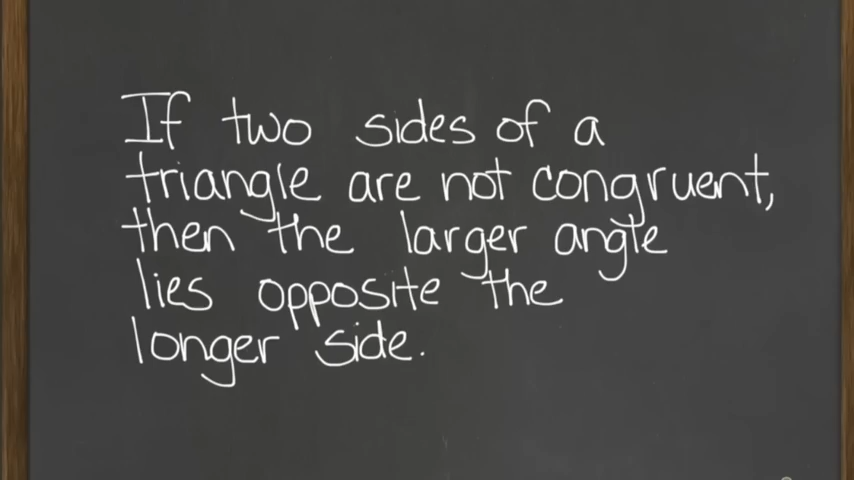 If two sides of a
triangle are not congruent,
then the larger angle
lies opposite the
longer side.